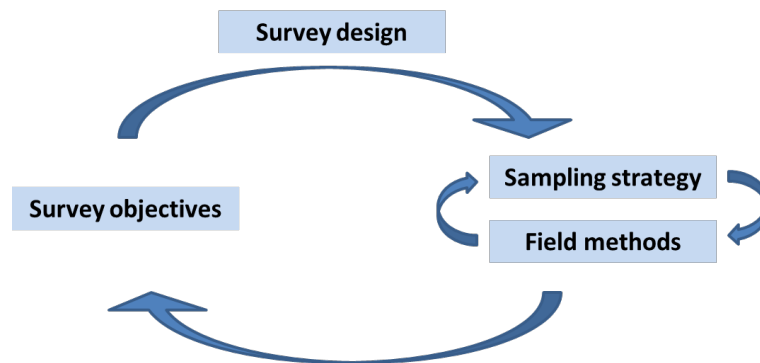 Survey design
Sampling strategy
Survey objectives
Field methods